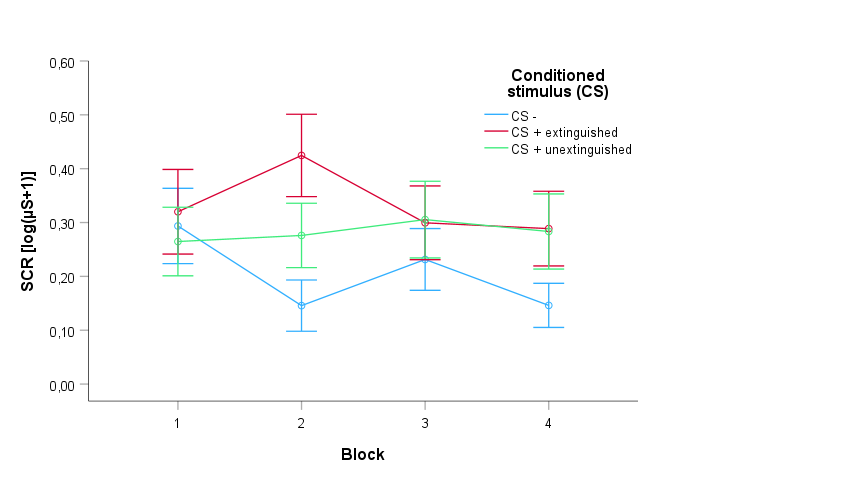 0,60
0,50
0,40
0,30
0,20
0,10
0,00
SCR [log(µS+1)]
1 2 3 4
Block
Conditioned
stimulus (CS)
CS -
CS + extinguished
CS + unextinguished